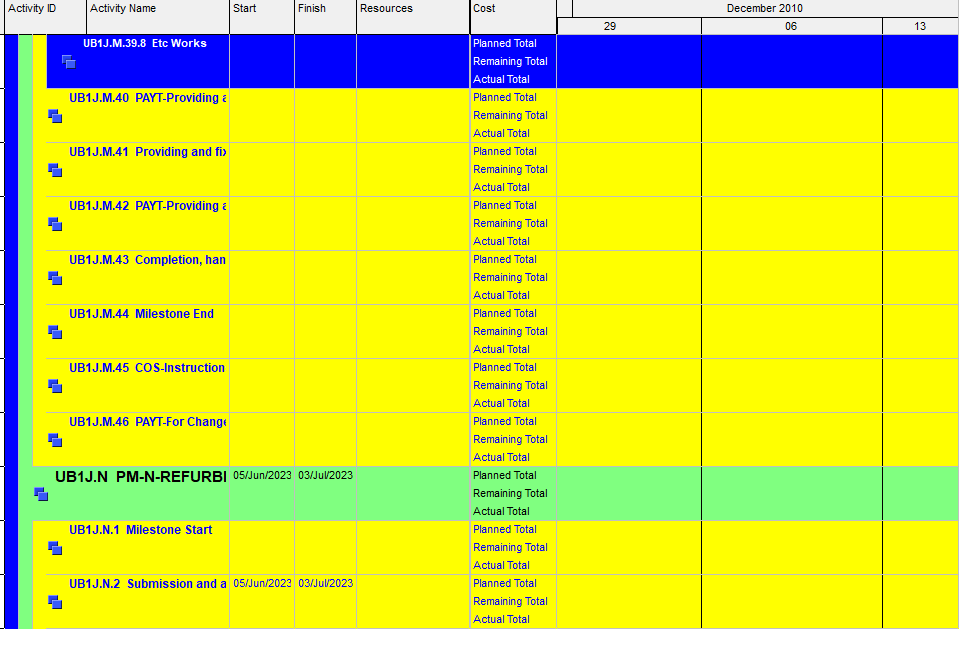 Activity ID Activity Name Start Finish Resources Cost December 2010
29 06 13
UB1J.M.39.8 Etc Works Planned Total
Remaining Total
Actual Total
UB1J.M.40 PAYT-Providing a Planned Total
Remaining Total
Actual Total
UB1J.M.41 Providing and fix Planned Total
Remaining Total
Actual Total
UB1J.M.42 PAYT-Providing a Planned Total
Remaining Total
Actual Total
UB1J.M.43 Completion, han Planned Total
Remaining Total
Actual Total
UB1J.M.44 Milestone End Planned Total
Remaining Total
Actual Total
UB1J.M.45 COS-Instruction Planned Total
Remaining Total
Actual Total
UB1J.M.46 PAYT-For Change Planned Total
Remaining Total
Actual Total
UB1J.N PM-N-REFURBI 05/Jun/2023 03/Jul/2023 Planned Total
Remaining Total
Actual Total
UB1J.N.1 Milestone Start Planned Total
Remaining Total
Actual Total
UB1J.N.2 Submission and a 05/Jun/2023 03/Jul/2023 Planned Total
Remaining Total
Actual Total